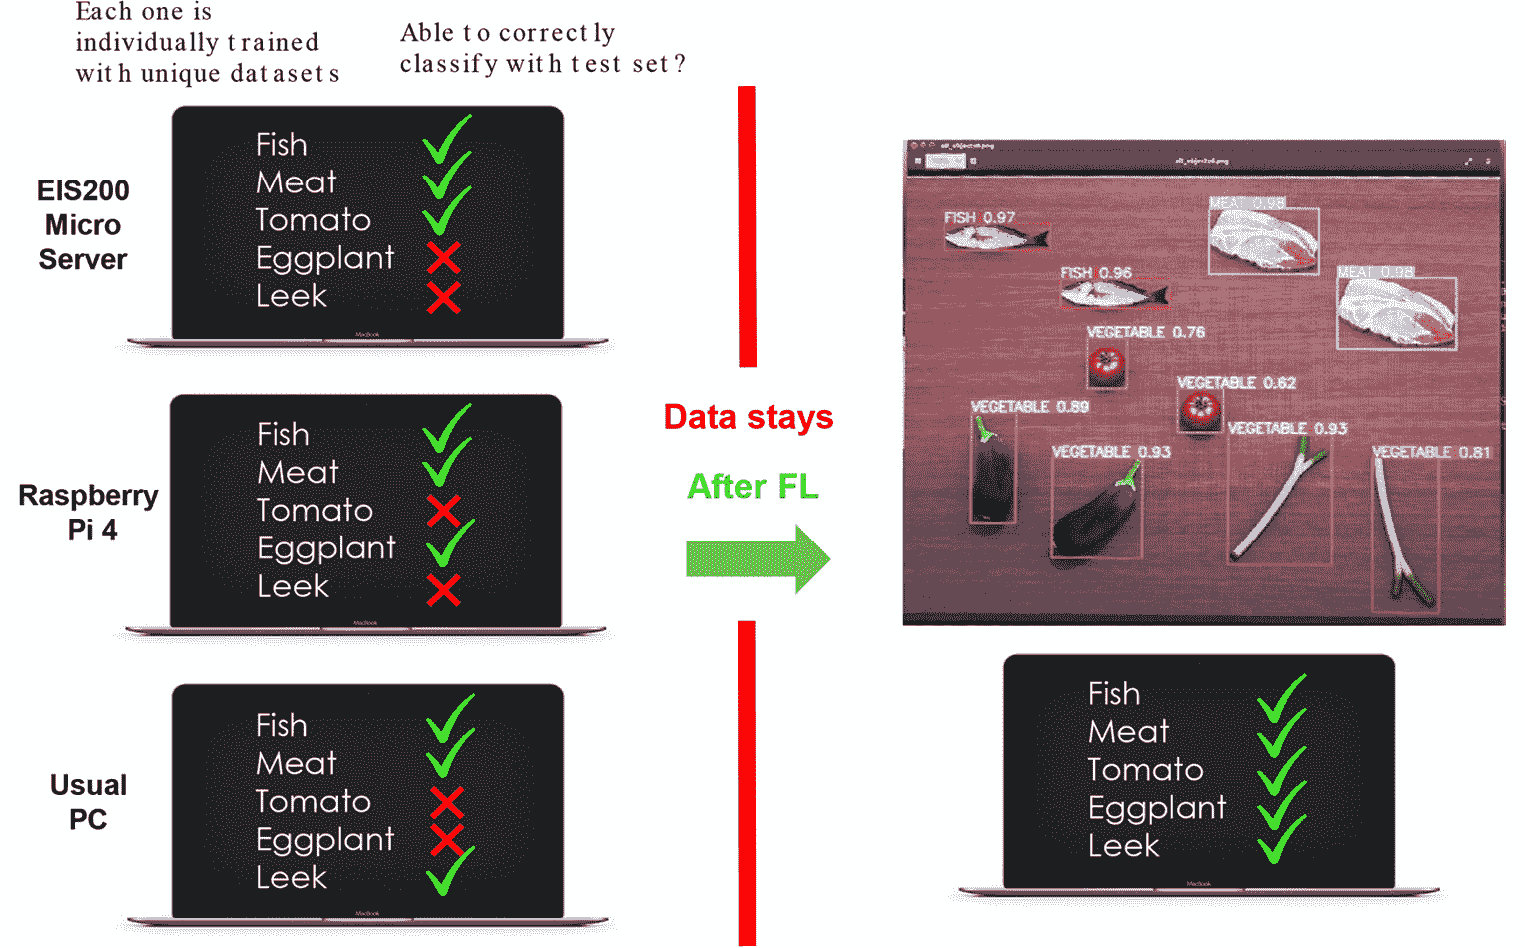 Each one is
individually trained
with unique datasets
Able to correctly
classify with test set?
EIS200
Micro
Server
Fish
Meat
Tomato
Eggplant
Leek
MacBook
Raspberry
Pi 4
Fish
Meat
Tomato
Eggplant
Leek
MacBook
Usual
PC
Fish
Meat
Tomato
Eggplant
Leek
MacBook
Data stays
After FL
FISH 0.97
MEAT 0.98
FISH 0.96
MEAT 0.98
VEGETABLE 0.76
VEGETABLE 0.62
VEGETABLE 0.89
VEGETABLE 0.93
VEGETABLE 0.93
VEGETABLE 0.81
Fish
Meat
Tomato
Eggplant
Leek
MacBook